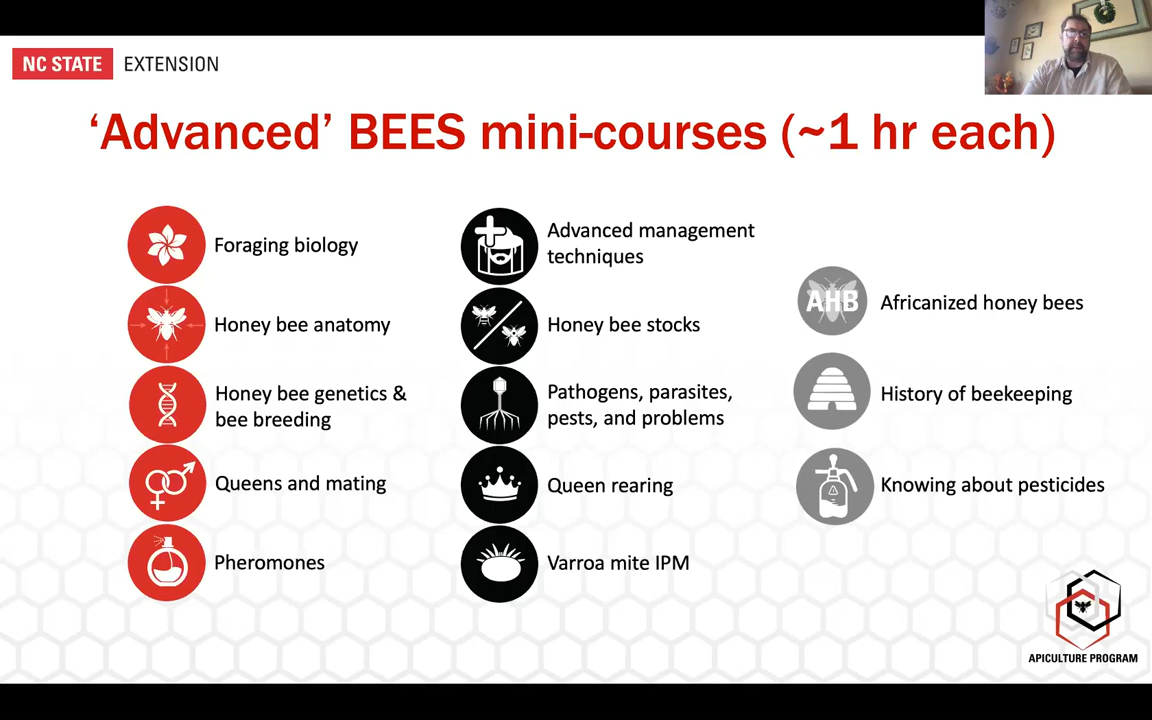 NC STATE EXTENSION
‘Advanced’ BEES mini-courses (~1 hr each)
Foraging biology
Honey bee anatomy
Honey bee genetics &
bee breeding
Queens and mating
Pheromones
Advanced management
techniques
Honey bee stocks
Pathogens, parasites,
pests, and problems
Queen rearing
Varroa mite IPM
AHB
Africanized honey bees
History of beekeeping
Knowing about pesticides
APICULTURE PROGRAM